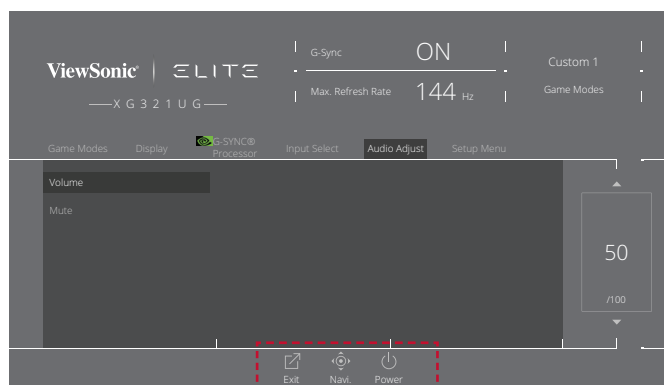 G-Sync ON
Custom 1
ViewSonic® | ELITE
Max. Refresh Rate 144 Hz
Game Modes
XG321UG
Game Modes Display G-SYNC® Processor Input Select Audio Adjust Setup Menu
Volume
Mute
50
/100
Exit Navi. Power